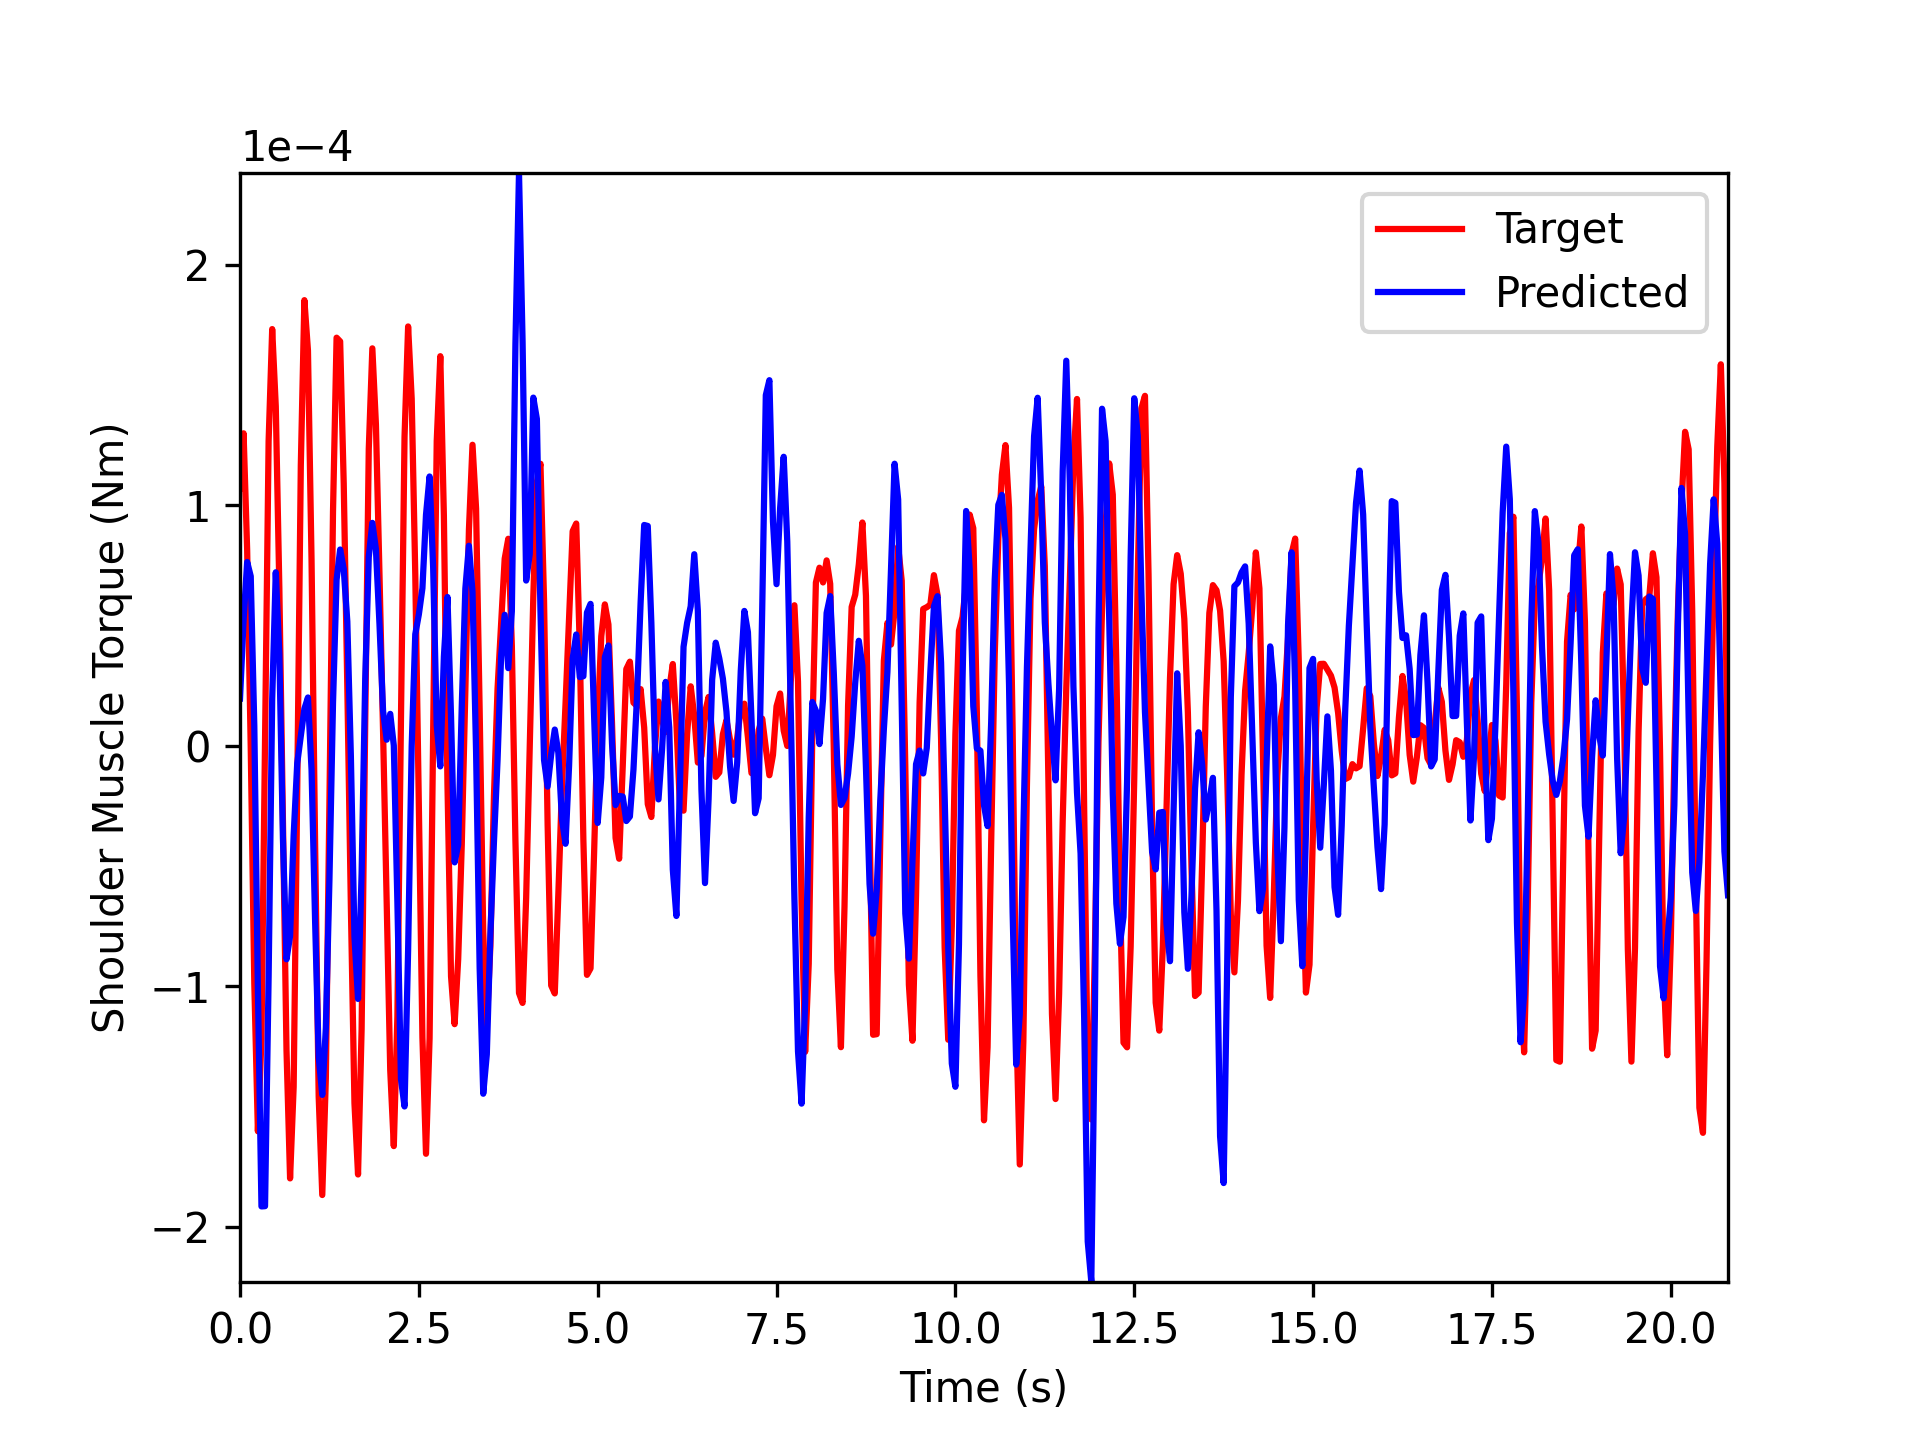 1e−4
Target
Predicted
2
1
0
−1
−2
Shoulder Muscle Torque (Nm)
0.0 2.5 5.0 7.5 10.0 12.5 15.0 17.5 20.0
Time (s)